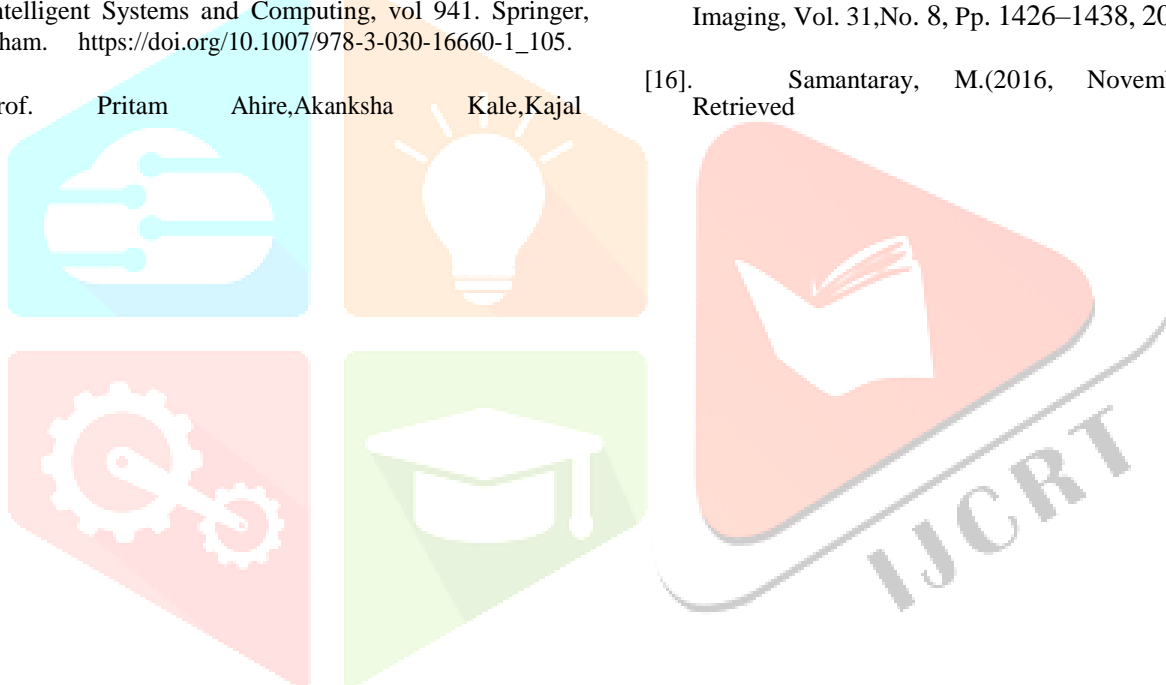 ntelligent Systems and Computing, vol 941. Springer,
ham. https://doi.org/10.1007/978-3-030-16660-1_105.
rof. Pritam Ahire,Akanksha Kale,Kajal
Imaging, Vol. 31,No. 8, Pp. 1426–1438, 20
[16]. Samantaray, M.(2016, Novem
Retrieved
IJCRT